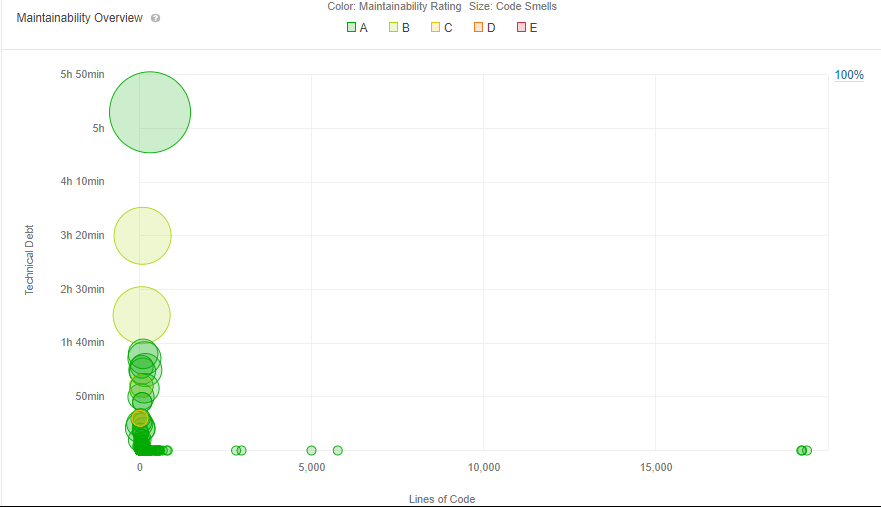 Color: Maintainability Rating Size: Code Smells
Maintainability Overview ?
A B C D E
100%
5h 50min
5h
4h 10min
3h 20min
2h 30min
1h 40min
50min
Technical Debt
0 5,000 10,000 15,000
Lines of Code